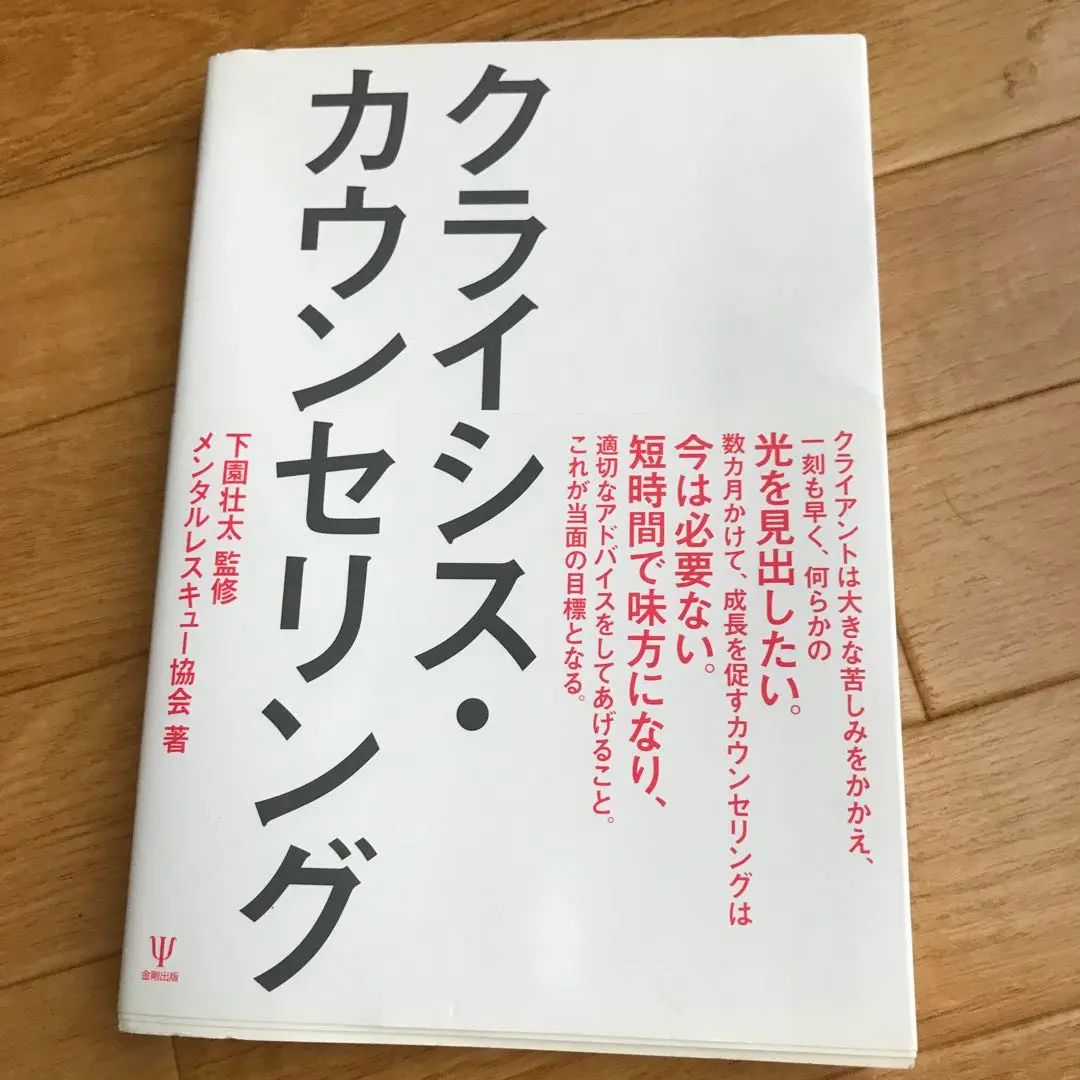 クライシス・
カウンセリング
クライアントは大きな苦しみをかかえ、
一刻も早く、何らかの
光を見出したい。
数カ月かけて、成長を促すカウンセリングは
今は必要ない。
短時間で味方になり、
適切なアドバイスをしてあげること。
これが当面の目標となる。
下園壮太 監修
メンタルレスキュー協会 著
Ψ
金剛出版